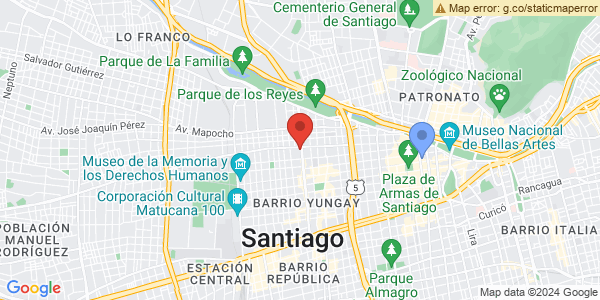 Map error: g.co/staticmaperror
Cementerio General
de Santiago
LO FRANCO
Av. Pe
Neptuno
Salvador Gutiérrez
Parque de La Familia
Zoológico Nacional
Parque de los Reyes
PATRONATO
Av. José Joaquín Pérez
Av. Mapocho
Museo Nacional
de Bellas Artes
Museo de la Memoria y
los Derechos Humanos
Plaza de
Armas de
Santiago
Rancagua
5
Corporación Cultural
Matucana 100
BARRIO YUNGAY
Curicó
Lira
POBLACIÓN
MANUEL
RODRÍGUEZ
Santiago
BARRIO ITALIA
ESTACIÓN
CENTRAL
BARRIO
REPÚBLICA
Parque
Almagro
Google
Map data ©2024 Google